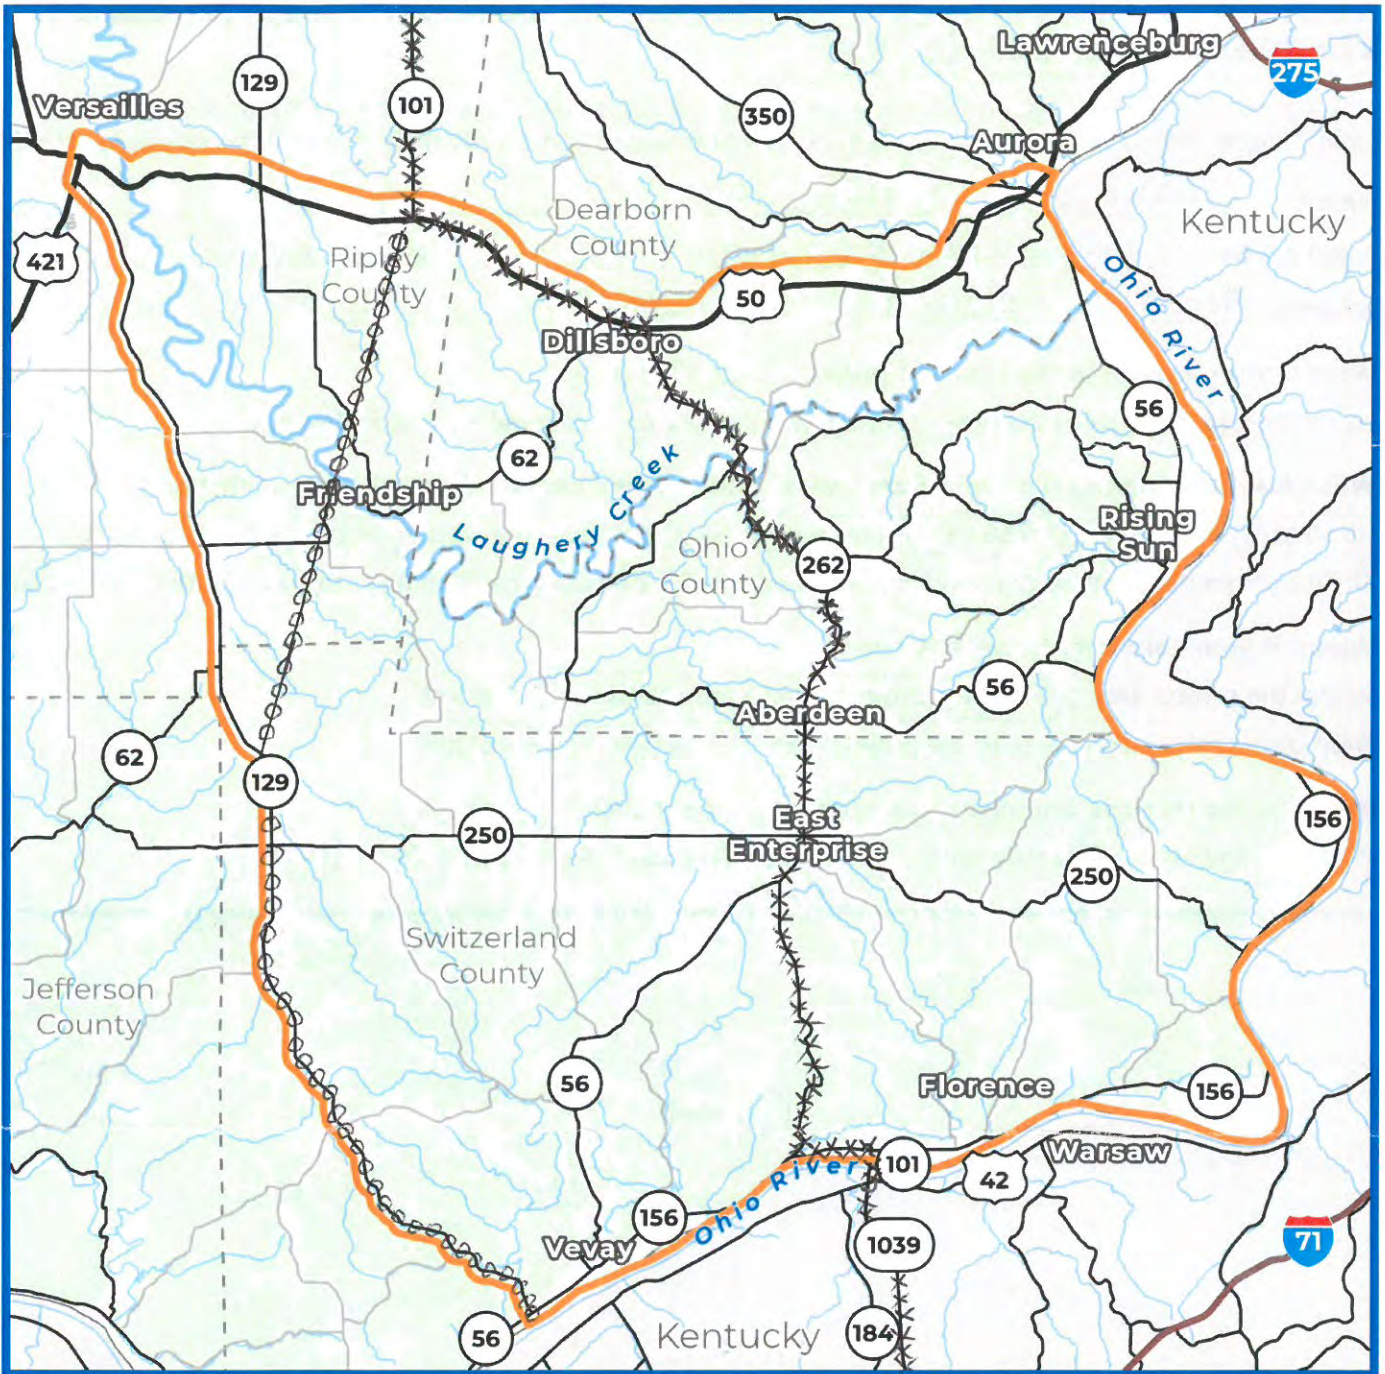 Lawrenceburg
275
129
101
Versailles
350
Aurora
Dearborn
County
Kentucky
421
Ripley
County
50
Ohio River
Dillsboro
56
62
Friendship
Laughery Creek
Rising
Sun
Ohio
County
262
56
Aberdeen
62
129
156
East
Enterprise
250
250
Switzerland
County
Jefferson
County
56
Florence
156
Warsaw
101
42
Ohio River
156
Vevay
1039
71
56
Kentucky
184